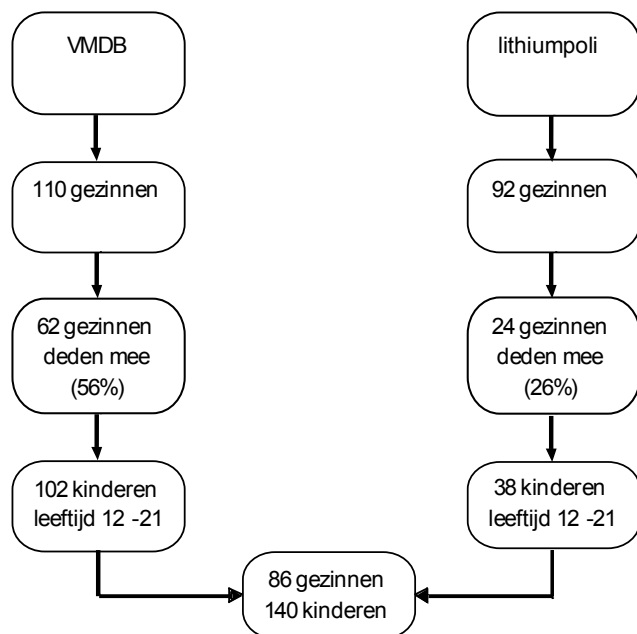 VMDB
110 gezinnen
62 gezinnen
deden mee
(56%)
102 kinderen
leeftijd 12 -21
lithiumpoli
92 gezinnen
24 gezinnen
deden mee
(26%)
38 kinderen
leeftijd 12 -21
86 gezinnen
140 kinderen